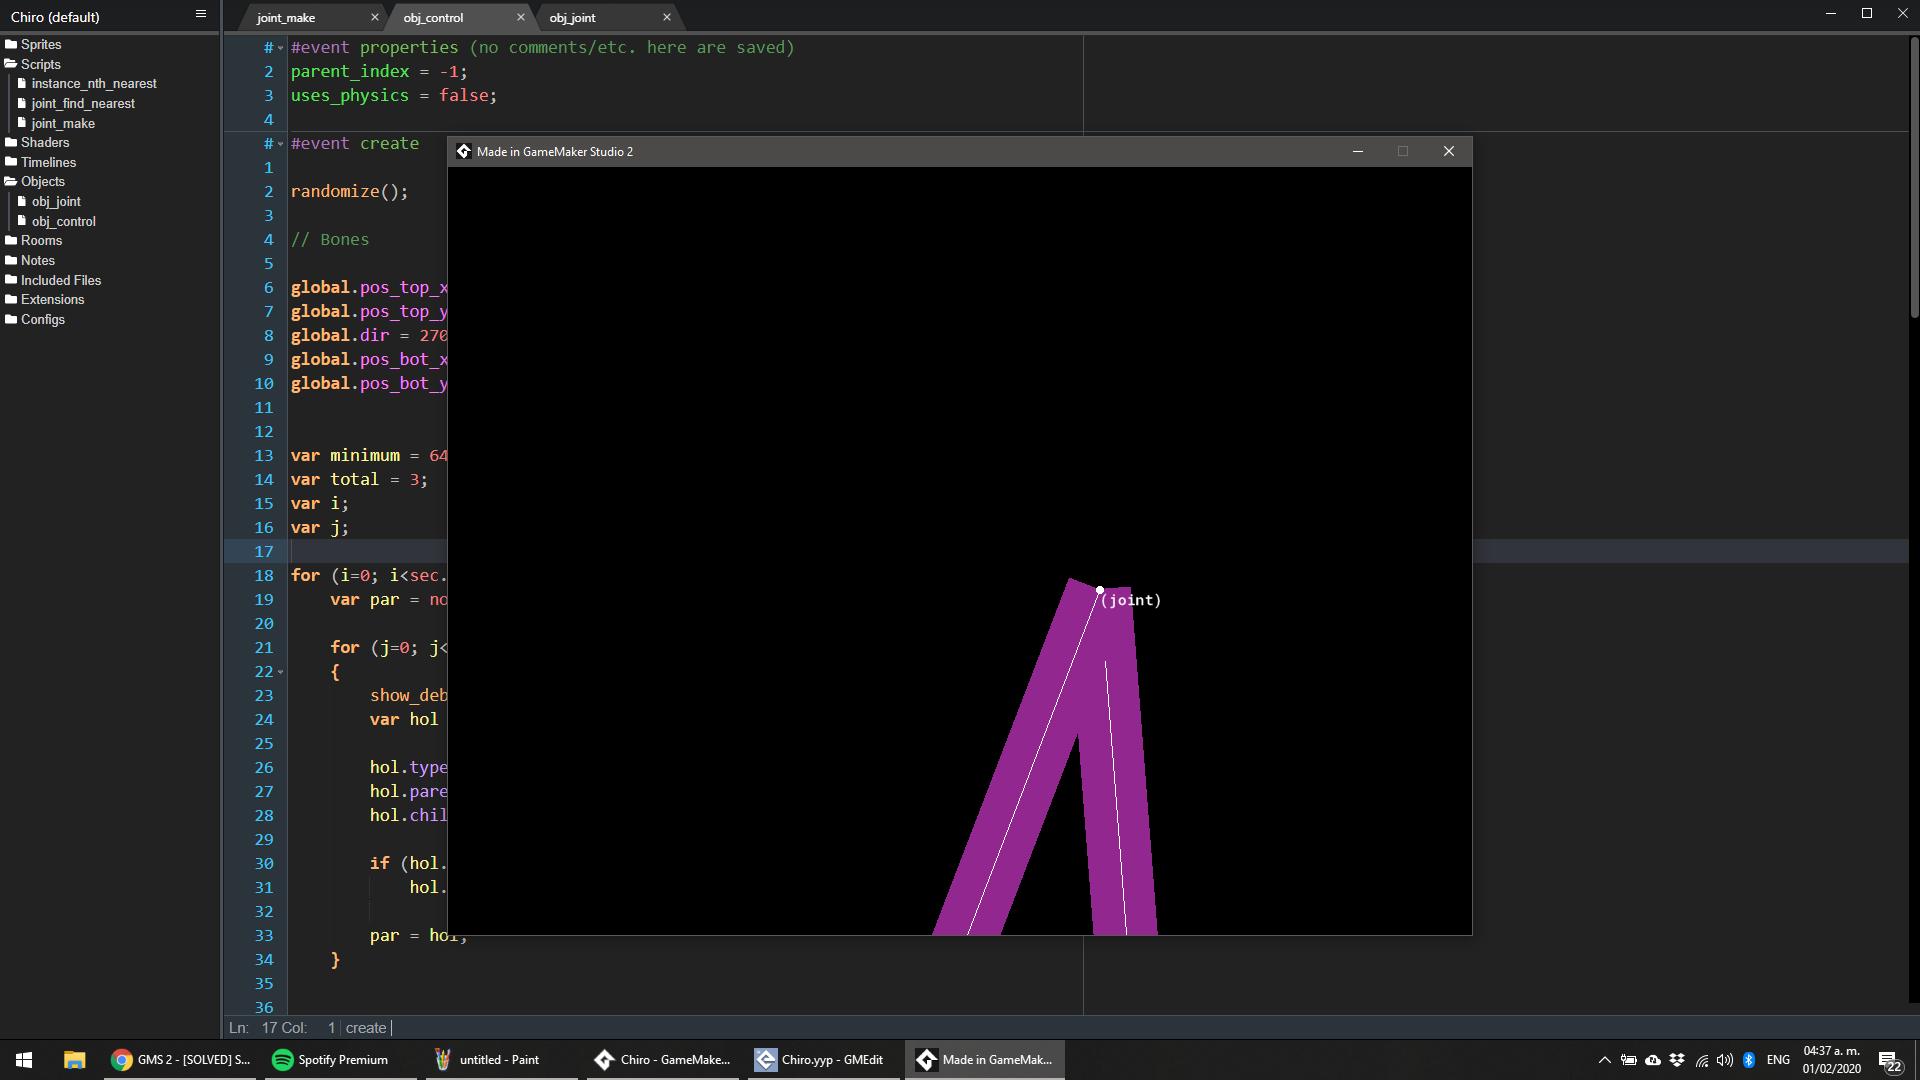 Chiro (default)
joint_make
obj_control
obj_joint
Sprites
Scripts
instance_nth_nearest
joint_find_nearest
joint_make
Shaders
Timelines
Objects
obj_joint
obj_control
Rooms
Notes
Included Files
Extensions
Configs
# #event properties (no comments/etc. here are saved)
2 parent_index = -1;
3 uses_physics = false;
4
# #event create
1
2 randomize();
3
4 // Bones
5
6 global.pos_top_x
7 global.pos_top_y
8 global.dir = 270
9 global.pos_bot_x
10 global.pos_bot_y
11
12
13 var minimum = 64
14 var total = 3;
15 var i;
16 var j;
17
18 for (i=0; i<sec.
19 var par = no
20
21 for (j=0; j<
22 {
23 show_deb
24 var hol
25
26 hol.type
27 hol.pare
28 hol.chil
29
30 if (hol.
31 hol.
32
33 par = hol;
34 }
35
36
Made in GameMaker Studio 2
(joint)
Ln: 17 Col: 1 create
GMS 2 - [SOLVED] S...
Spotify Premium
untitled - Paint
Chiro - GameMake...
Chiro.yyp - GMEdit
Made in GameMak...
ENG
04:37 a. m.
01/02/2020
22